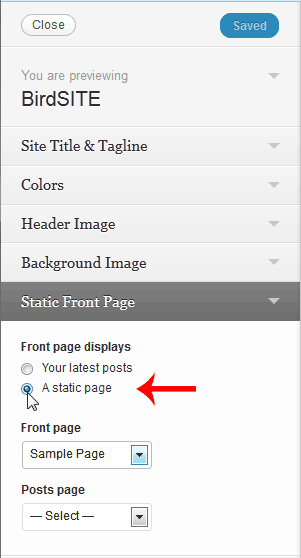 Close Saved
You are previewing
BirdSITE
Site Title & Tagline
Colors
Header Image
Background Image
Static Front Page
Front page displays
Your latest posts
A static page
Front page
Sample Page
Posts page
— Select —